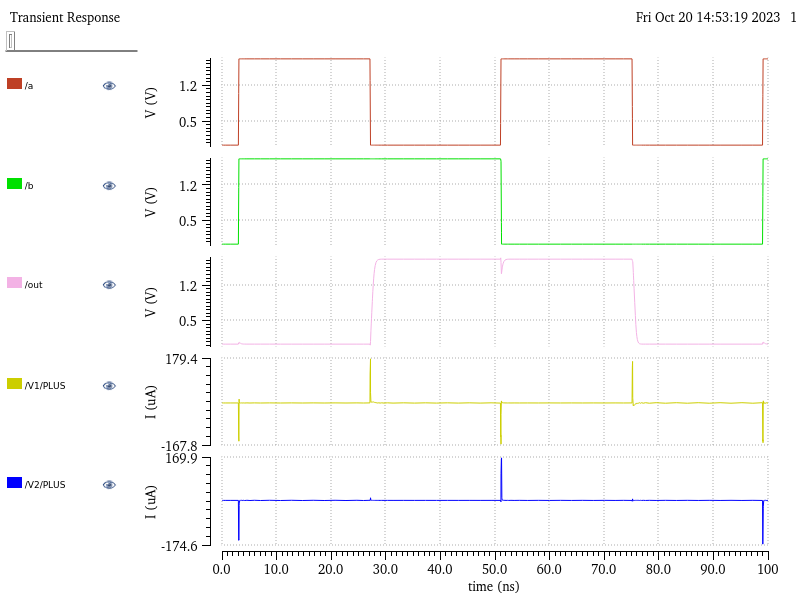 Transient Response
Fri Oct 20 14:53:19 2023 1
/a
V (V)
1.2
0.5
/b
V (V)
1.2
0.5
/out
V (V)
1.2
0.5
/V1/PLUS
I (uA)
179.4
-167.8
/V2/PLUS
I (uA)
169.9
-174.6
0.0 10.0 20.0 30.0 40.0 50.0 60.0 70.0 80.0 90.0 100
time (ns)